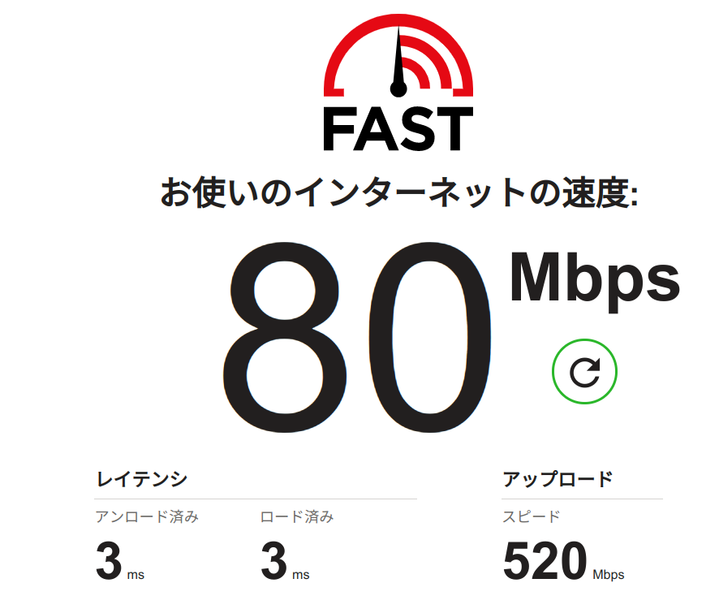 FAST
お使いのインターネットの速度:
80 Mbps
レイテンシ
アップロード
アンロード済み
ロード済み
スピード
3 ms
3 ms
520 Mbps